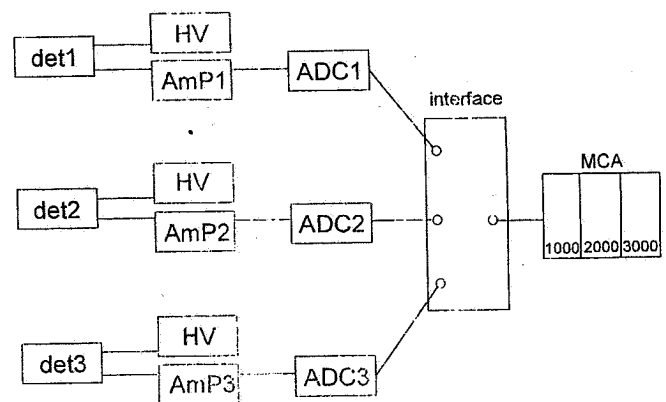 HV
det1
AmP1
ADC1
interface
HV
MCA
det2
AmP2
ADC2
1000 2000 3000
HV
det3
AmP3
ADC3